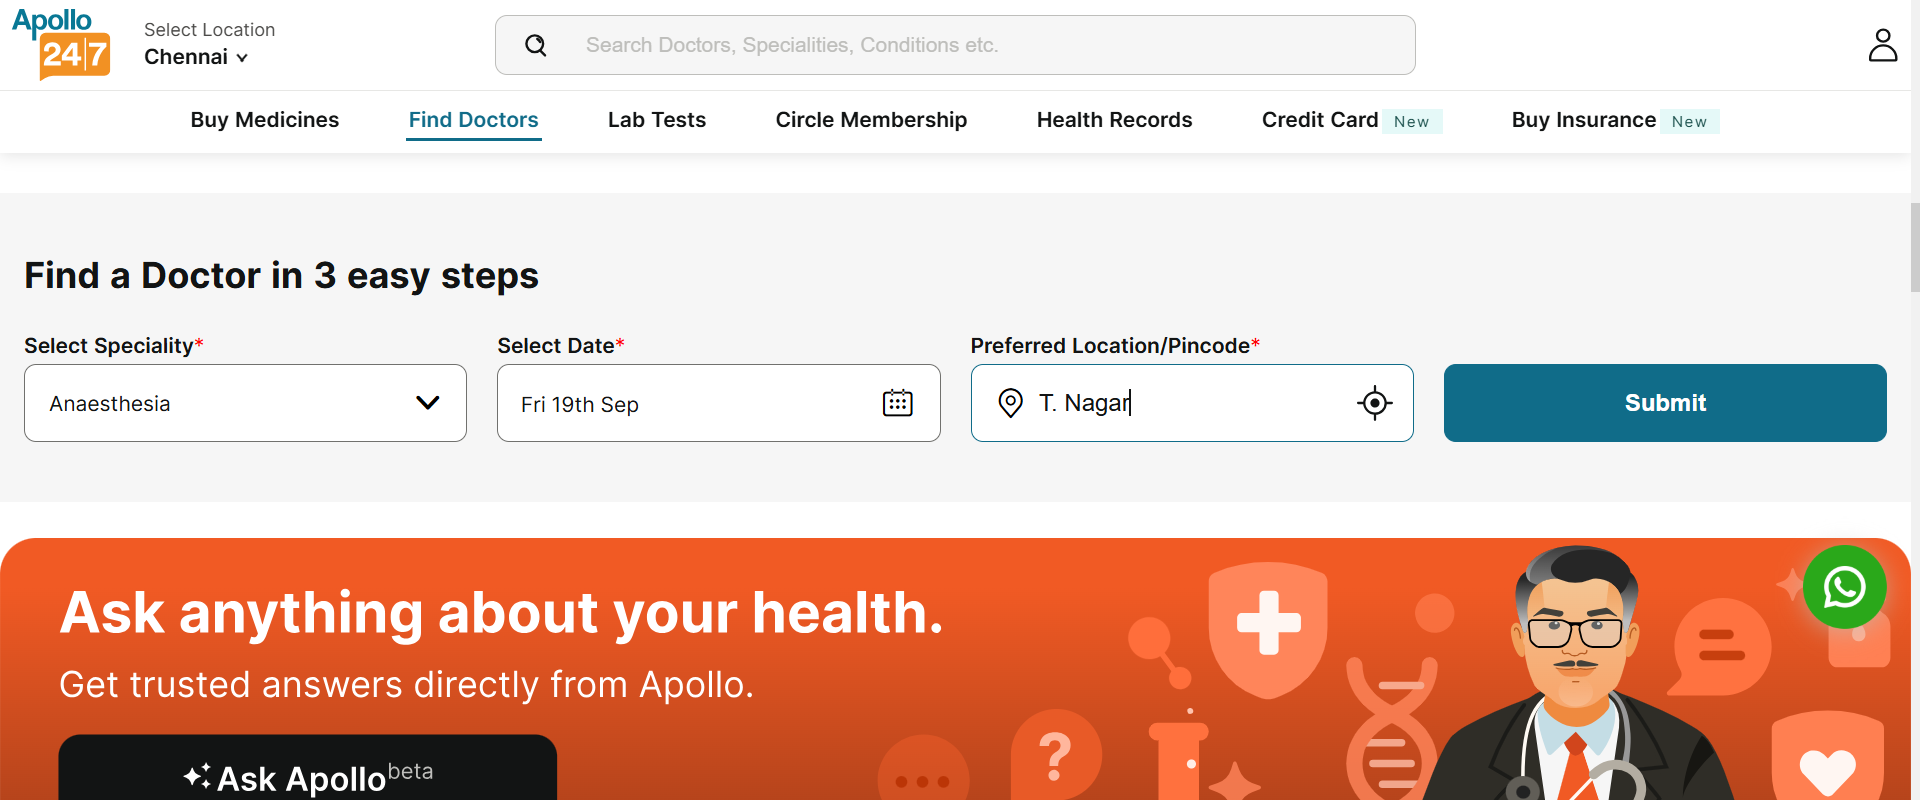 Apollo
24|7
Select Location
Chennai
Search Doctors, Specialities, Conditions etc.
Buy Medicines
Find Doctors
Lab Tests
Circle Membership
Health Records
Credit Card New
Buy Insurance New
Find a Doctor in 3 easy steps
Select Speciality*
Anaesthesia
Select Date*
Fri 19th Sep
Preferred Location/Pincode*
T. Nagar
Submit
Ask anything about your health.
Get trusted answers directly from Apollo.
?
Ask Apollo beta